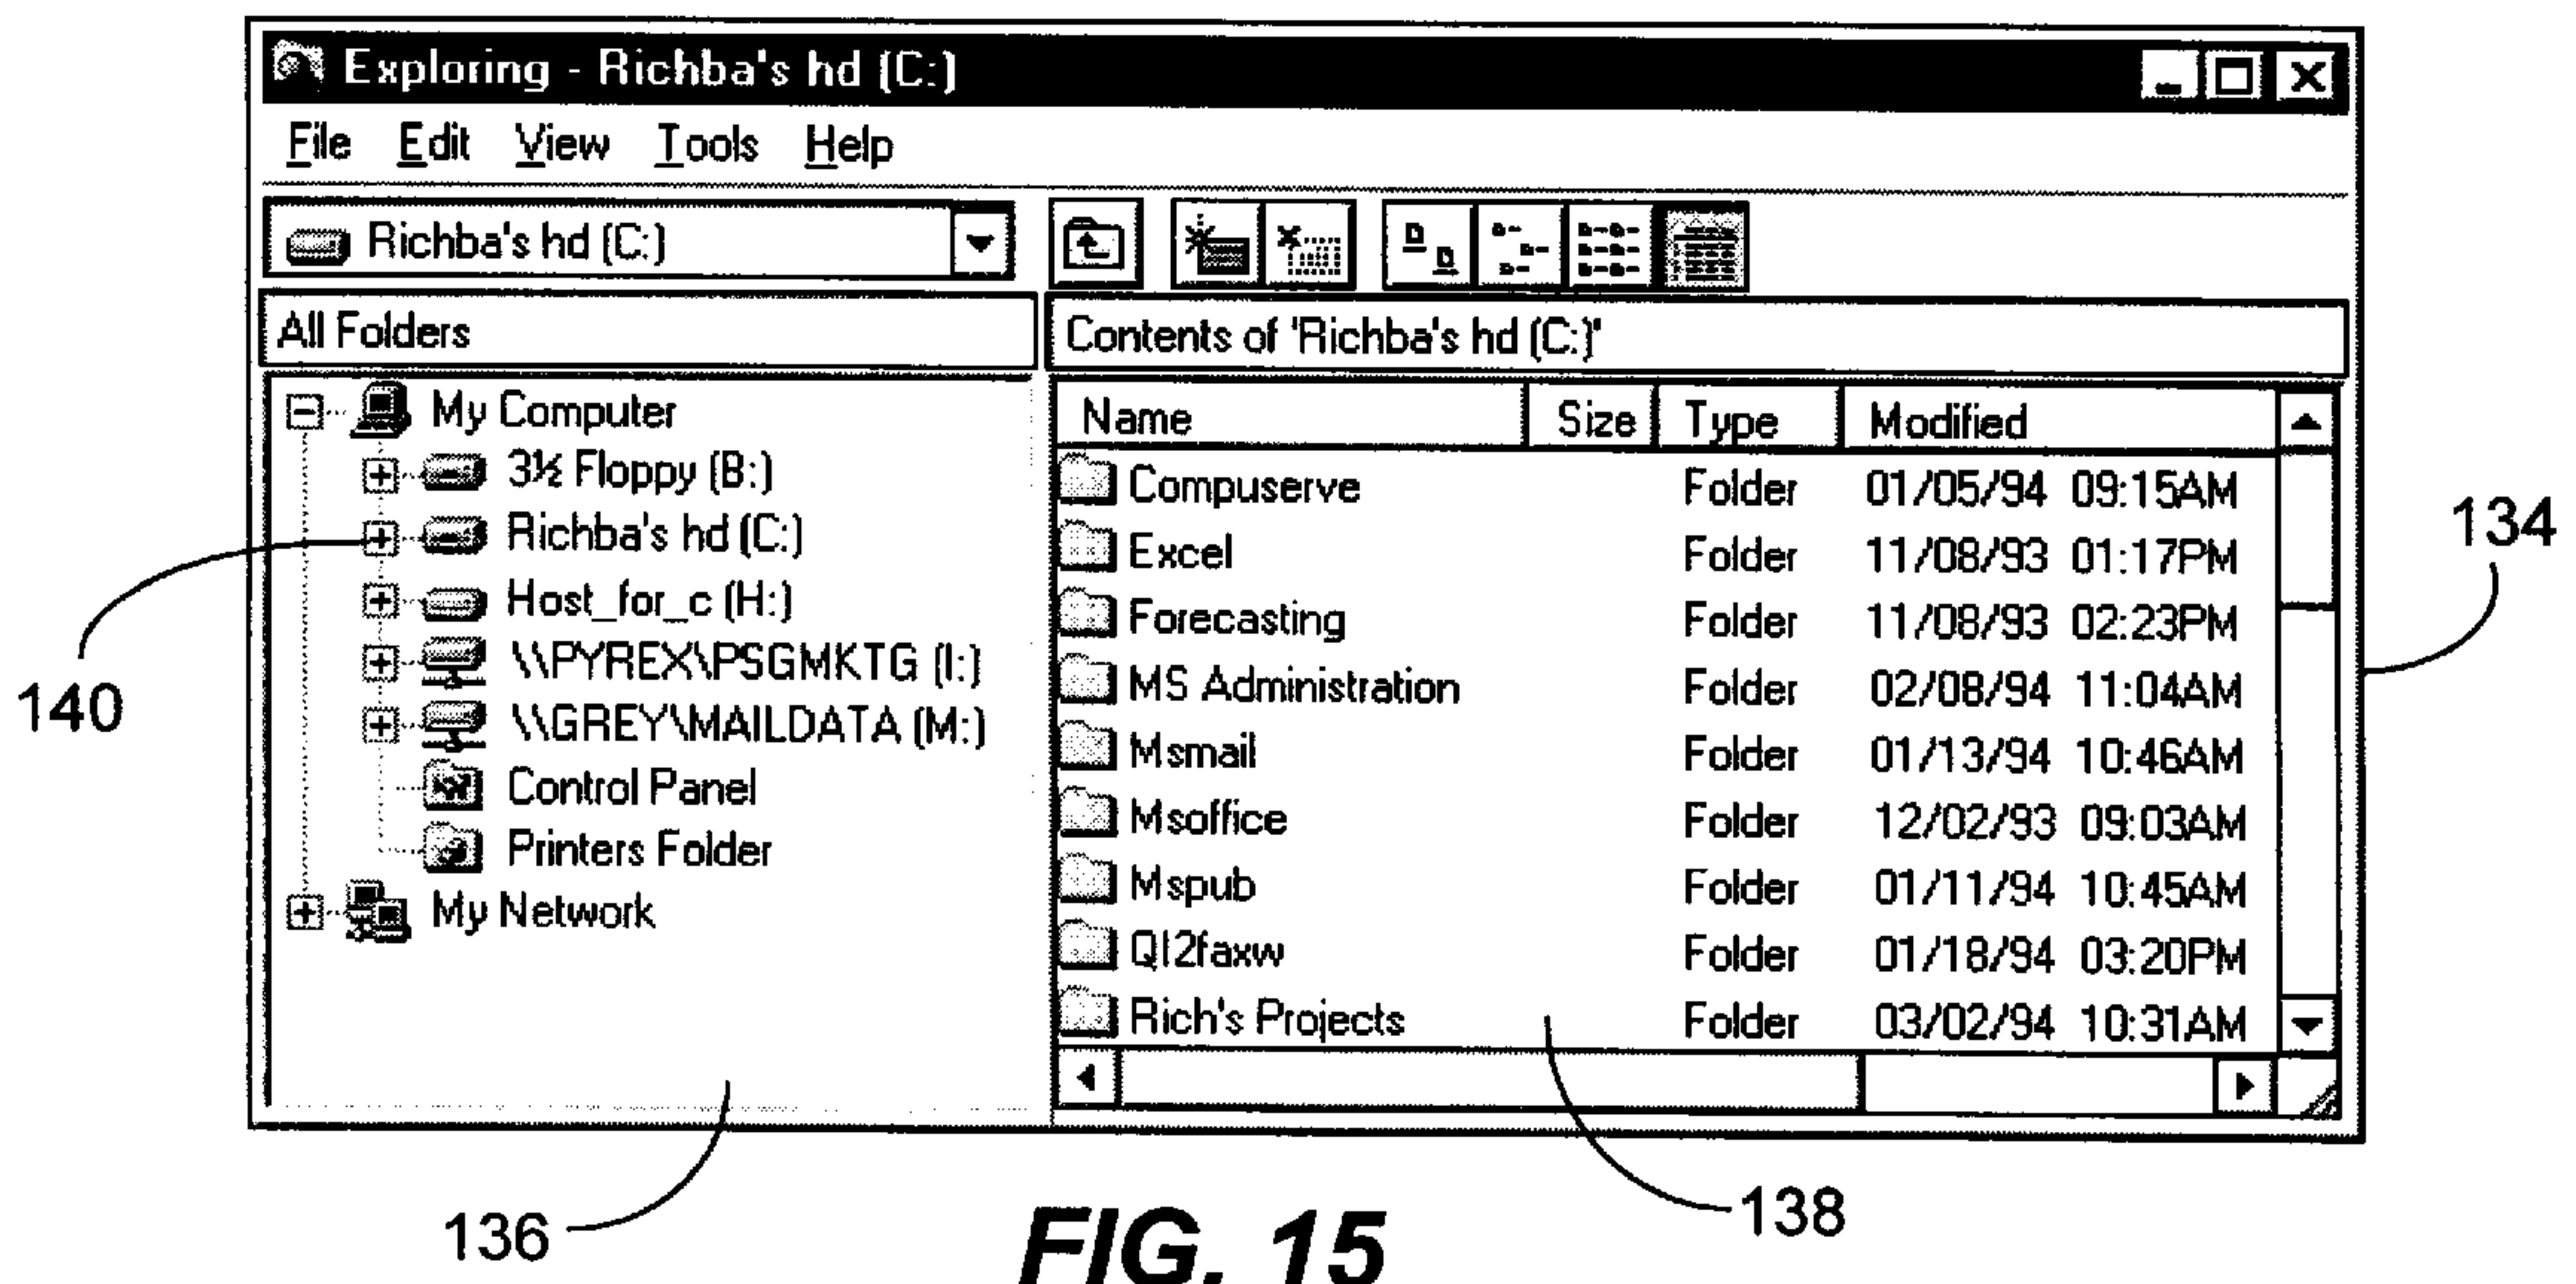 Exploring - Richba's hd (C:)
File Edit View Tools Help
Richba's hd (C:)
All Folders
Contents of 'Richba's hd (C:)'
My Computer
3½ Floppy (B:)
Richba's hd (C:)
Host_for_c (H:)
\\PYREX\PSGMKTG (I:)
\\GREY\MAILDATA (M:)
Control Panel
Printers Folder
My Network
Name Size Type Modified
Compuserve Folder 01/05/94 09:15AM
Excel Folder 11/08/93 01:17PM
Forecasting Folder 11/08/93 02:23PM
MS Administration Folder 02/08/94 11:04AM
Msmail Folder 01/13/94 10:46AM
Msoffice Folder 12/02/93 09:03AM
Mspub Folder 01/11/94 10:45AM
Ql2faxw Folder 01/18/94 03:20PM
Rich's Projects Folder 03/02/94 10:31AM
134
140
136
138
FIG. 15